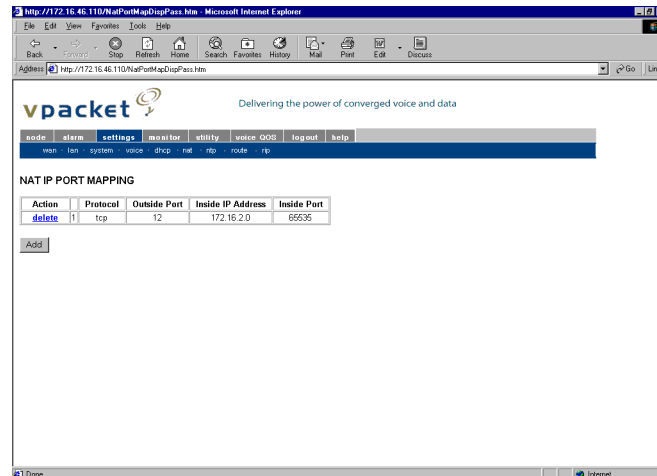 http://172.16.46.110/NatPortMapDispPass.htm - Microsoft Internet Explorer
File Edit View Favorites Tools Help
Back Forward Stop Refresh Home Search Favorites History Mail Print Edit Discuss
Address http://172.16.46.110/NatPortMapDispPass.htm Go Lin
vpacket Delivering the power of converged voice and data
node alarm settings monitor utility voice QOS logout help
wan - lan - system - voice - dhcp - nat - ntp - route - rip
NAT IP PORT MAPPING
Action Protocol Outside Port Inside IP Address Inside Port
delete 1 tcp 12 172.16.2.0 65535
Add
Done Internet